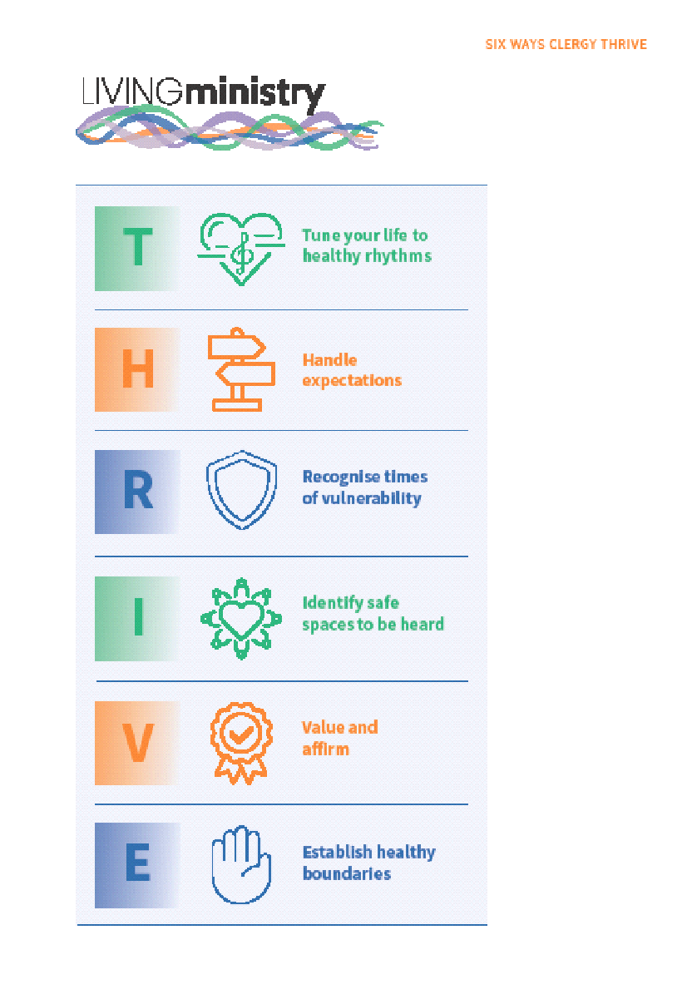 SIX WAYS CLERGY THRIVE
LIVINGministry
T
Tune your life to
healthy rhythms
H
Handle
expectations
R
Recognise times
of vulnerability
I
Identify safe
spaces to be heard
V
Value and
affirm
E
Establish healthy
boundaries